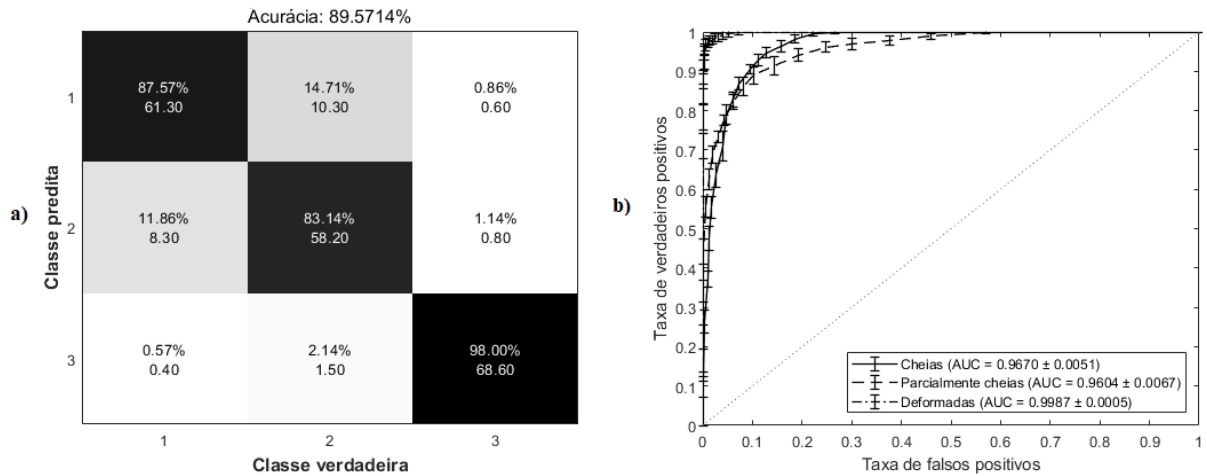 Acurácia: 89.5714%
a)
Classe predita
1
87.57%
61.30
14.71%
10.30
0.86%
0.60
2
11.86%
8.30
83.14%
58.20
1.14%
0.80
3
0.57%
0.40
2.14%
1.50
98.00%
68.60
1 2 3
Classe verdadeira
b)
Taxa de verdadeiros positivos
1
0.9
0.8
0.7
0.6
0.5
0.4
0.3
0.2
0.1
0
Cheias (AUC = 0.9670 ± 0.0051)
Parcialmente cheias (AUC = 0.9604 ± 0.0067)
Deformadas (AUC = 0.9987 ± 0.0005)
0 0.1 0.2 0.3 0.4 0.5 0.6 0.7 0.8 0.9 1
Taxa de falsos positivos